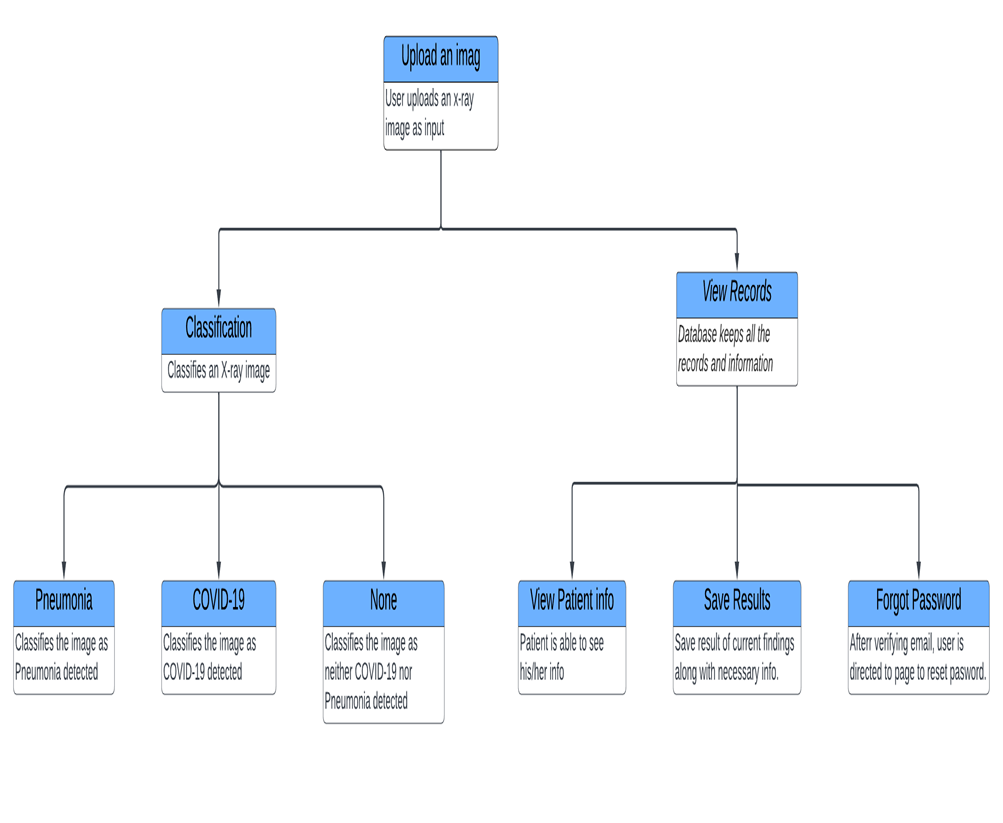 Upload an imag
User uploads an x-ray
image as input
View Records
Database keeps all the
records and information
Classification
Classifies an X-ray image
Pneumonia
Classifies the image as
Pneumonia detected
COVID-19
Classifies the image as
COVID-19 detected
None
Classifies the image as
neither COVID-19 nor
Pneumonia detected
View Patient info
Patient is able to see
his/her info
Save Results
Save result of current findings
along with necessary info.
Forgot Password
Afterr verifying email, user is
directed to page to reset pasword.